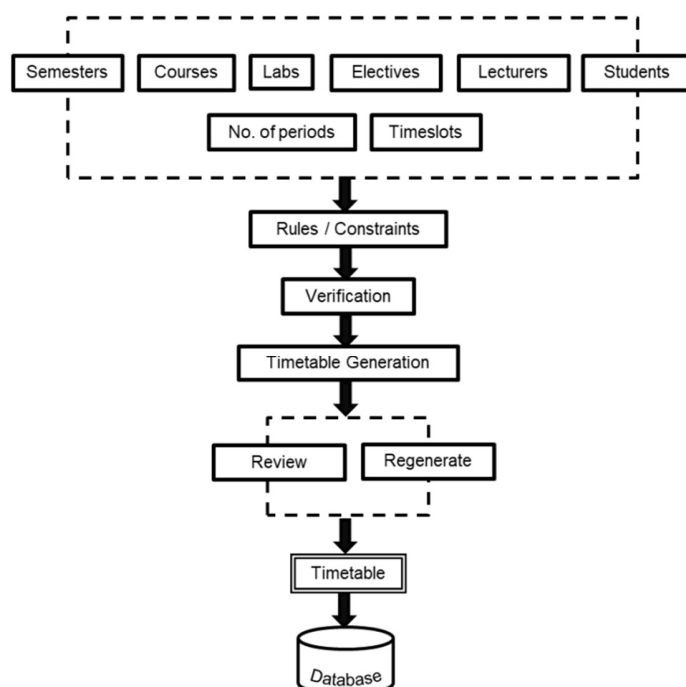 Semesters Courses Labs Electives Lecturers Students
No. of periods Timeslots
Rules / Constraints
Verification
Timetable Generation
Review Regenerate
Timetable
Database